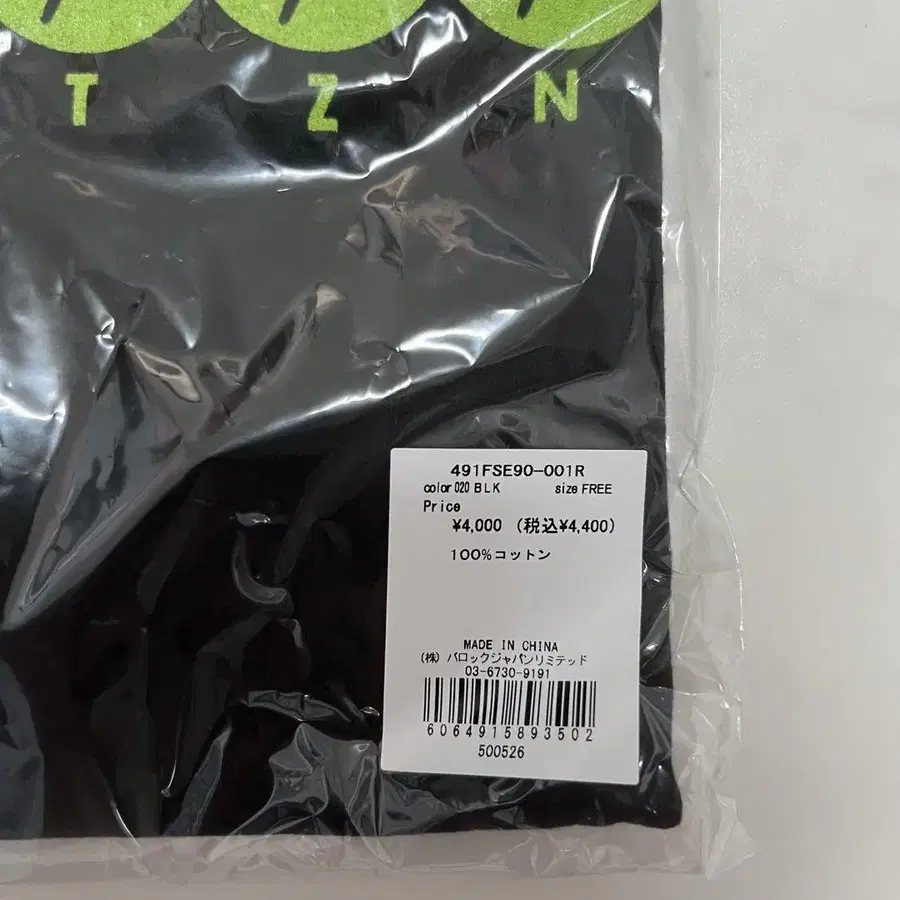 T Z N
491FSE90-001R
color 020 BLK size FREE
Price
¥4,000 (税込¥4,400)
100%コットン
MADE IN CHINA
(株) バロックジャパンリミテッド
03-6730-9191
6064915893502
500526